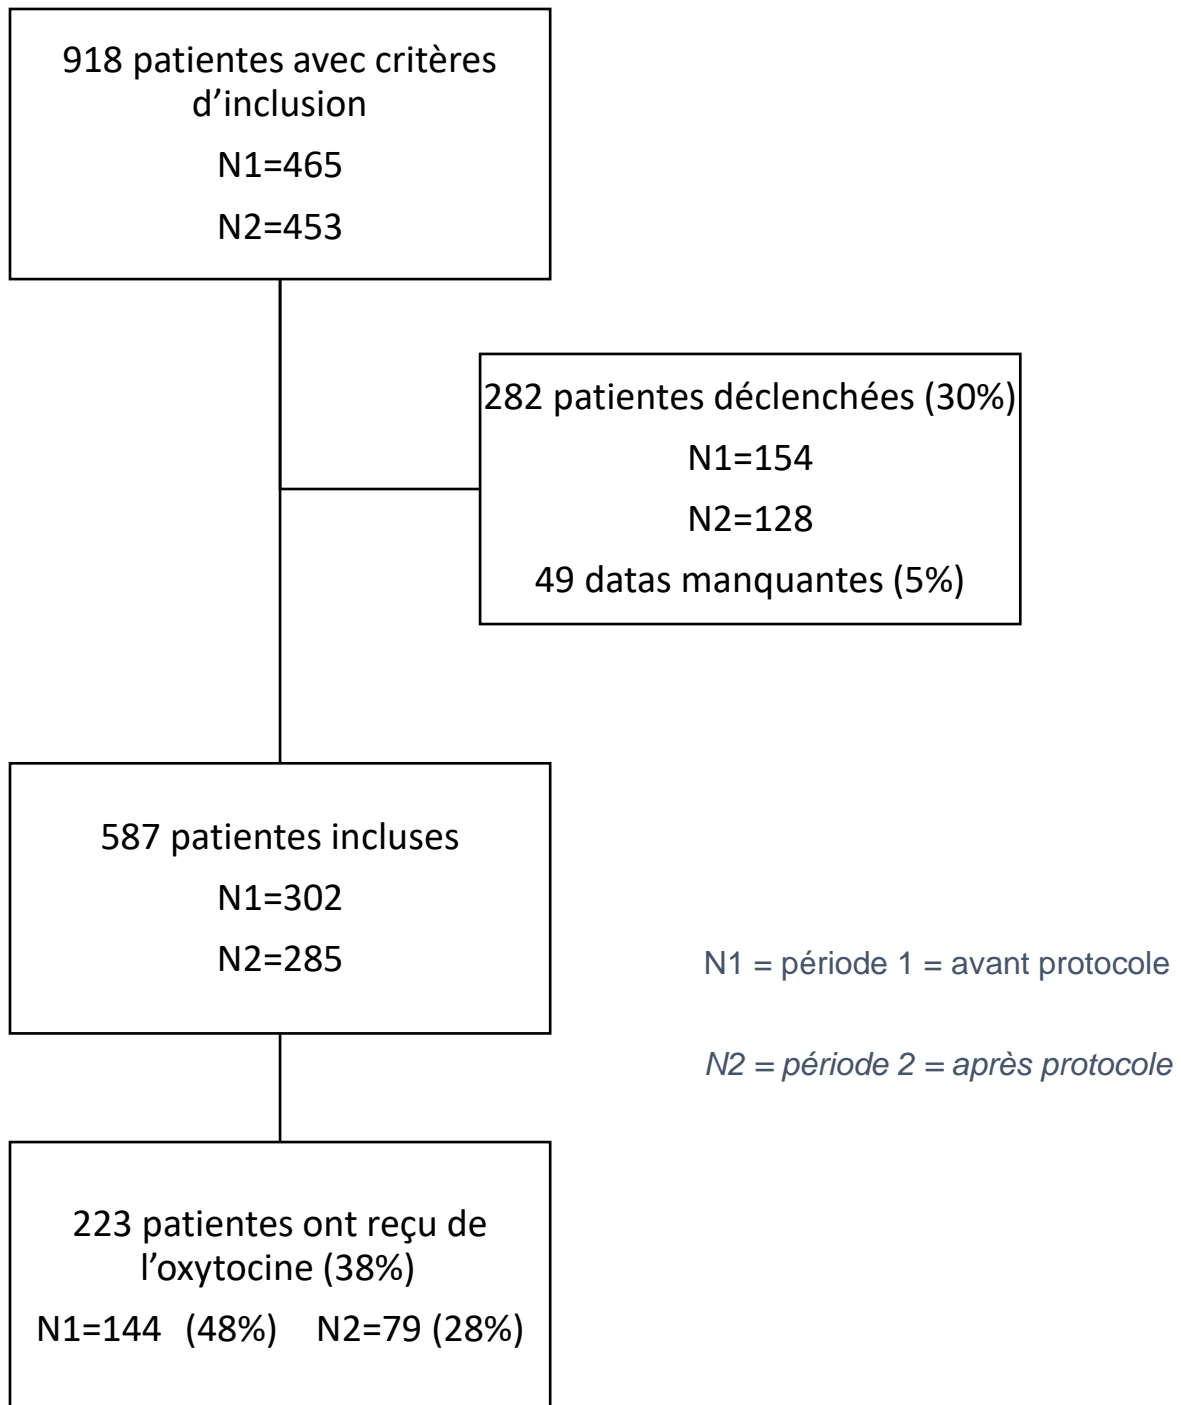 918 patientes avec critères
d’inclusion
N1=465
N2=453
282 patientes déclenchées (30%)
N1=154
N2=128
49 datas manquantes (5%)
587 patientes incluses
N1=302
N2=285
N1 = période 1 = avant protocole
N2 = période 2 = après protocole
223 patientes ont reçu de
l’oxytocine (38%)
N1=144 (48%) N2=79 (28%)